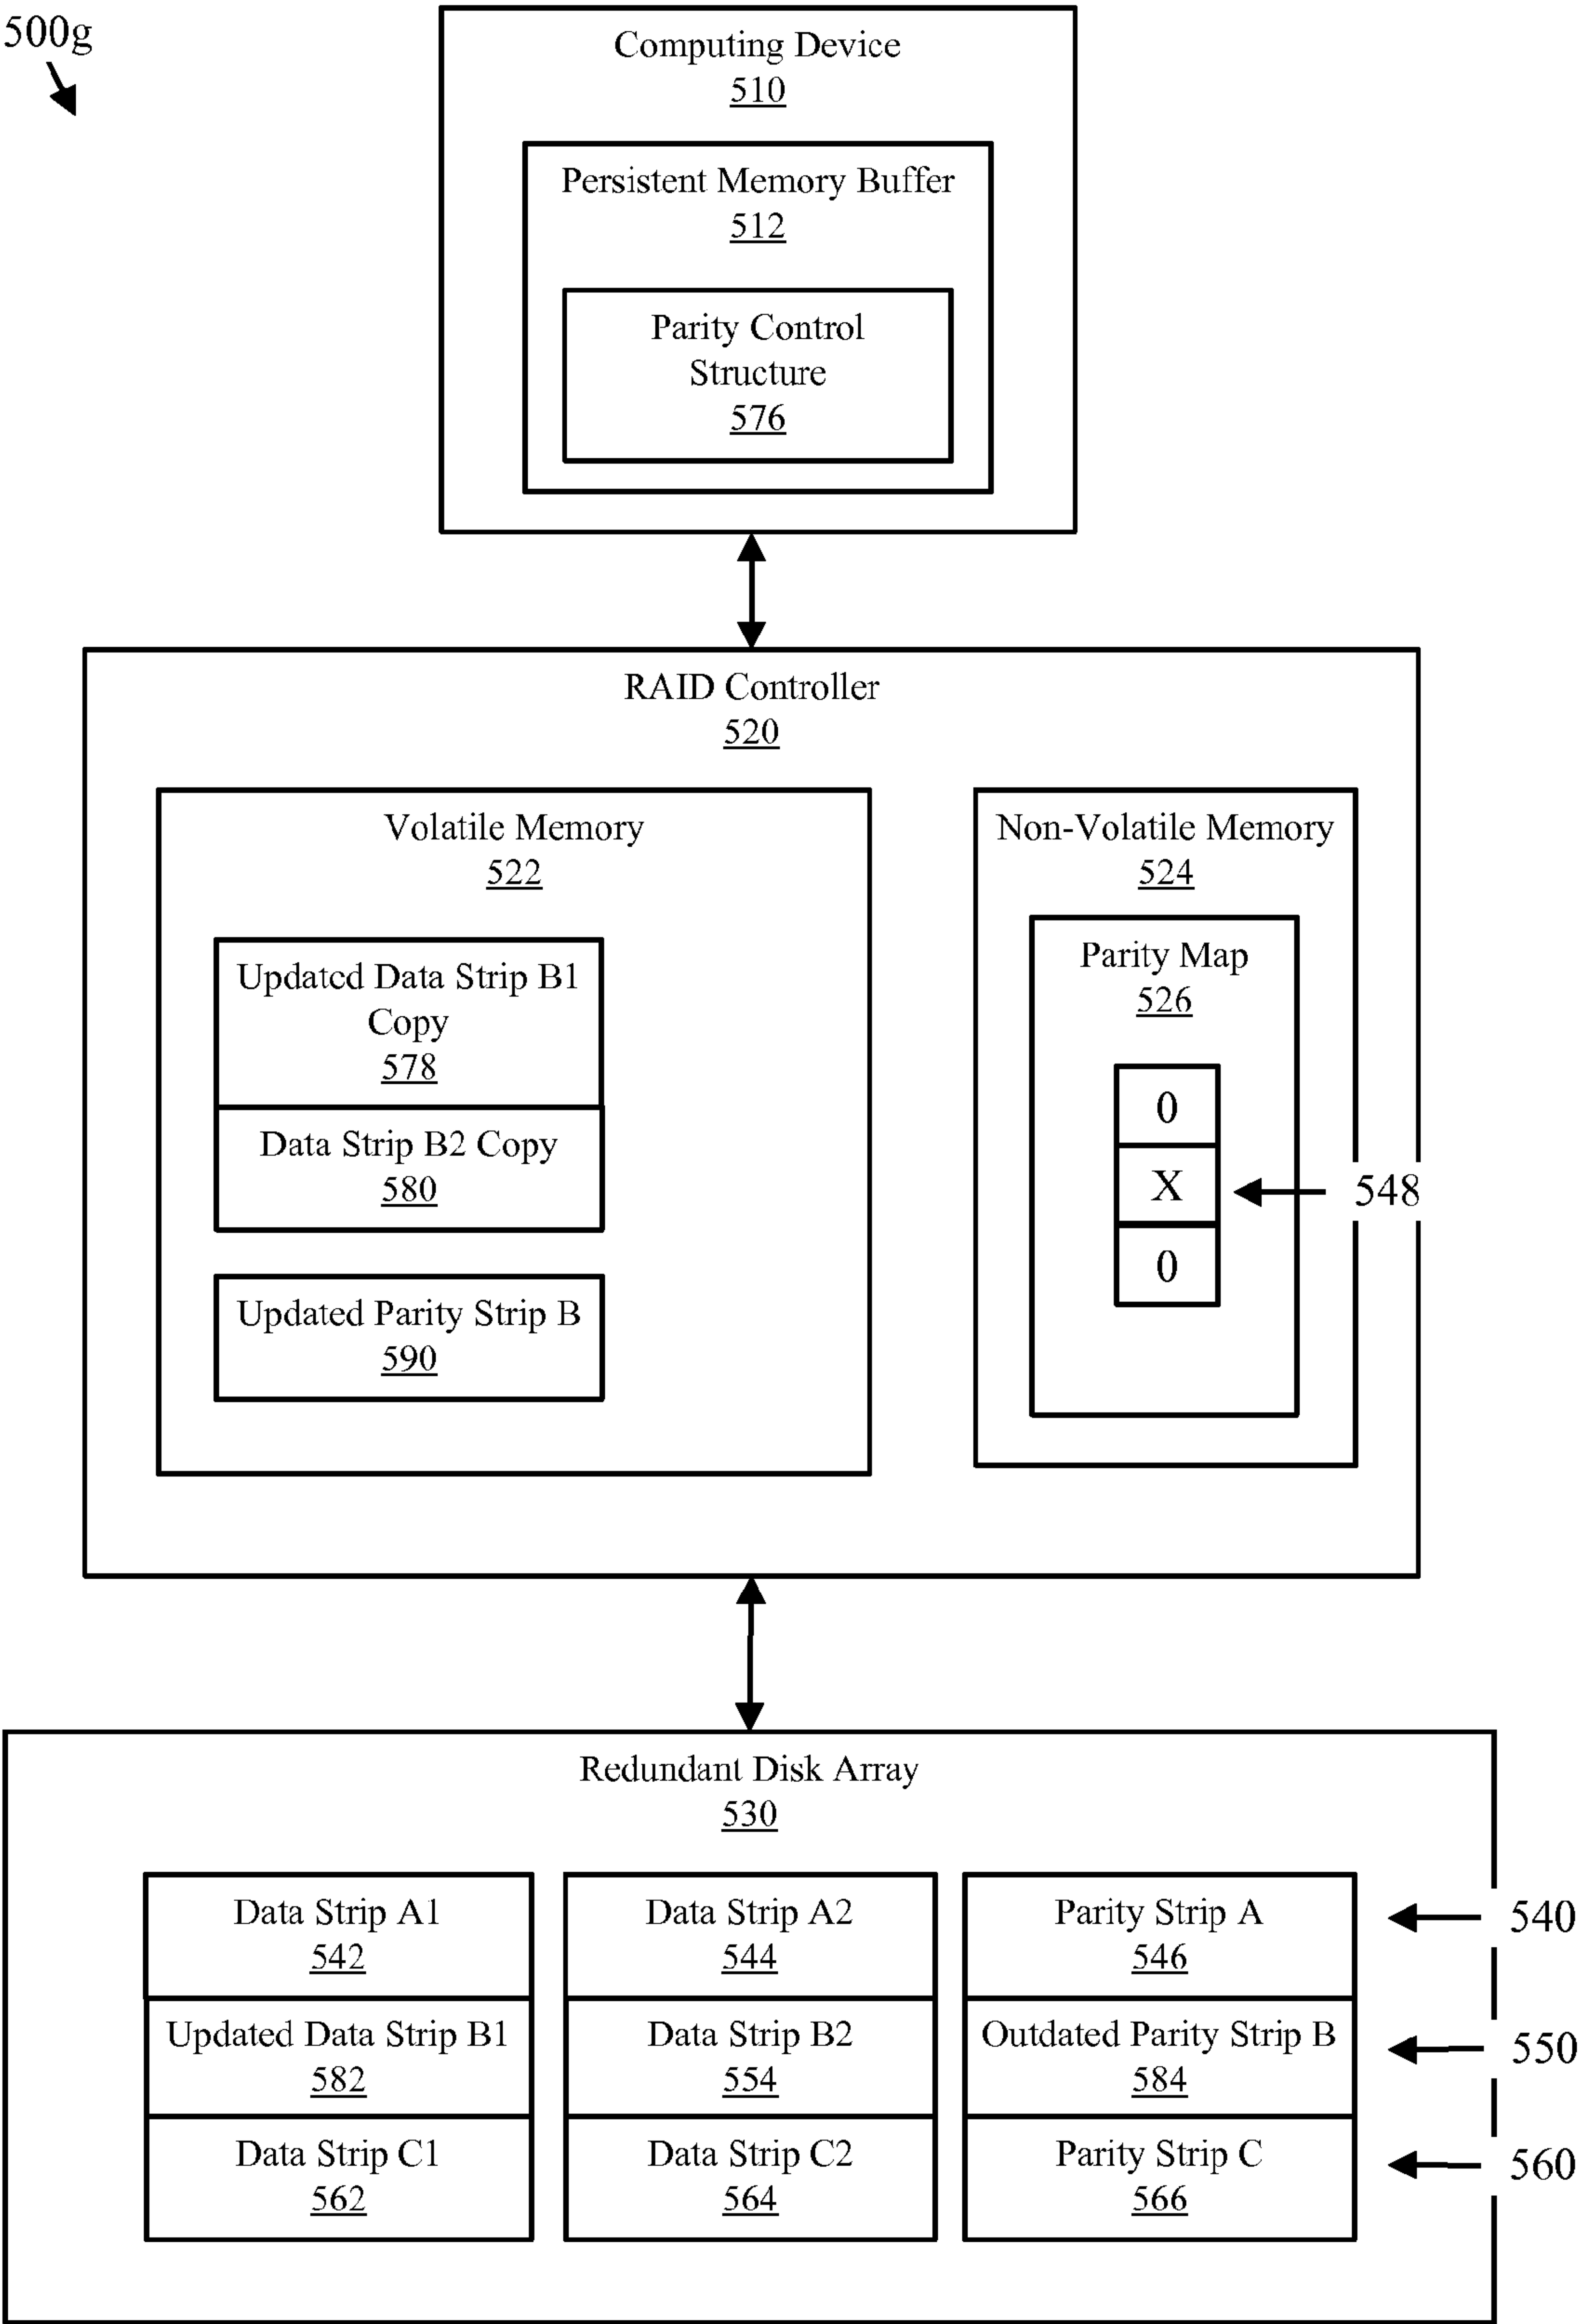 500g
Computing Device
510
Persistent Memory Buffer
512
Parity Control
Structure
576
RAID Controller
520
Volatile Memory
522
Updated Data Strip B1
Copy
578
Data Strip B2 Copy
580
Updated Parity Strip B
590
Non-Volatile Memory
524
Parity Map
526
0
X
0
548
Redundant Disk Array
530
Data Strip A1
542
Data Strip A2
544
Parity Strip A
546
540
Updated Data Strip B1
582
Data Strip B2
554
Outdated Parity Strip B
584
550
Data Strip C1
562
Data Strip C2
564
Parity Strip C
566
560